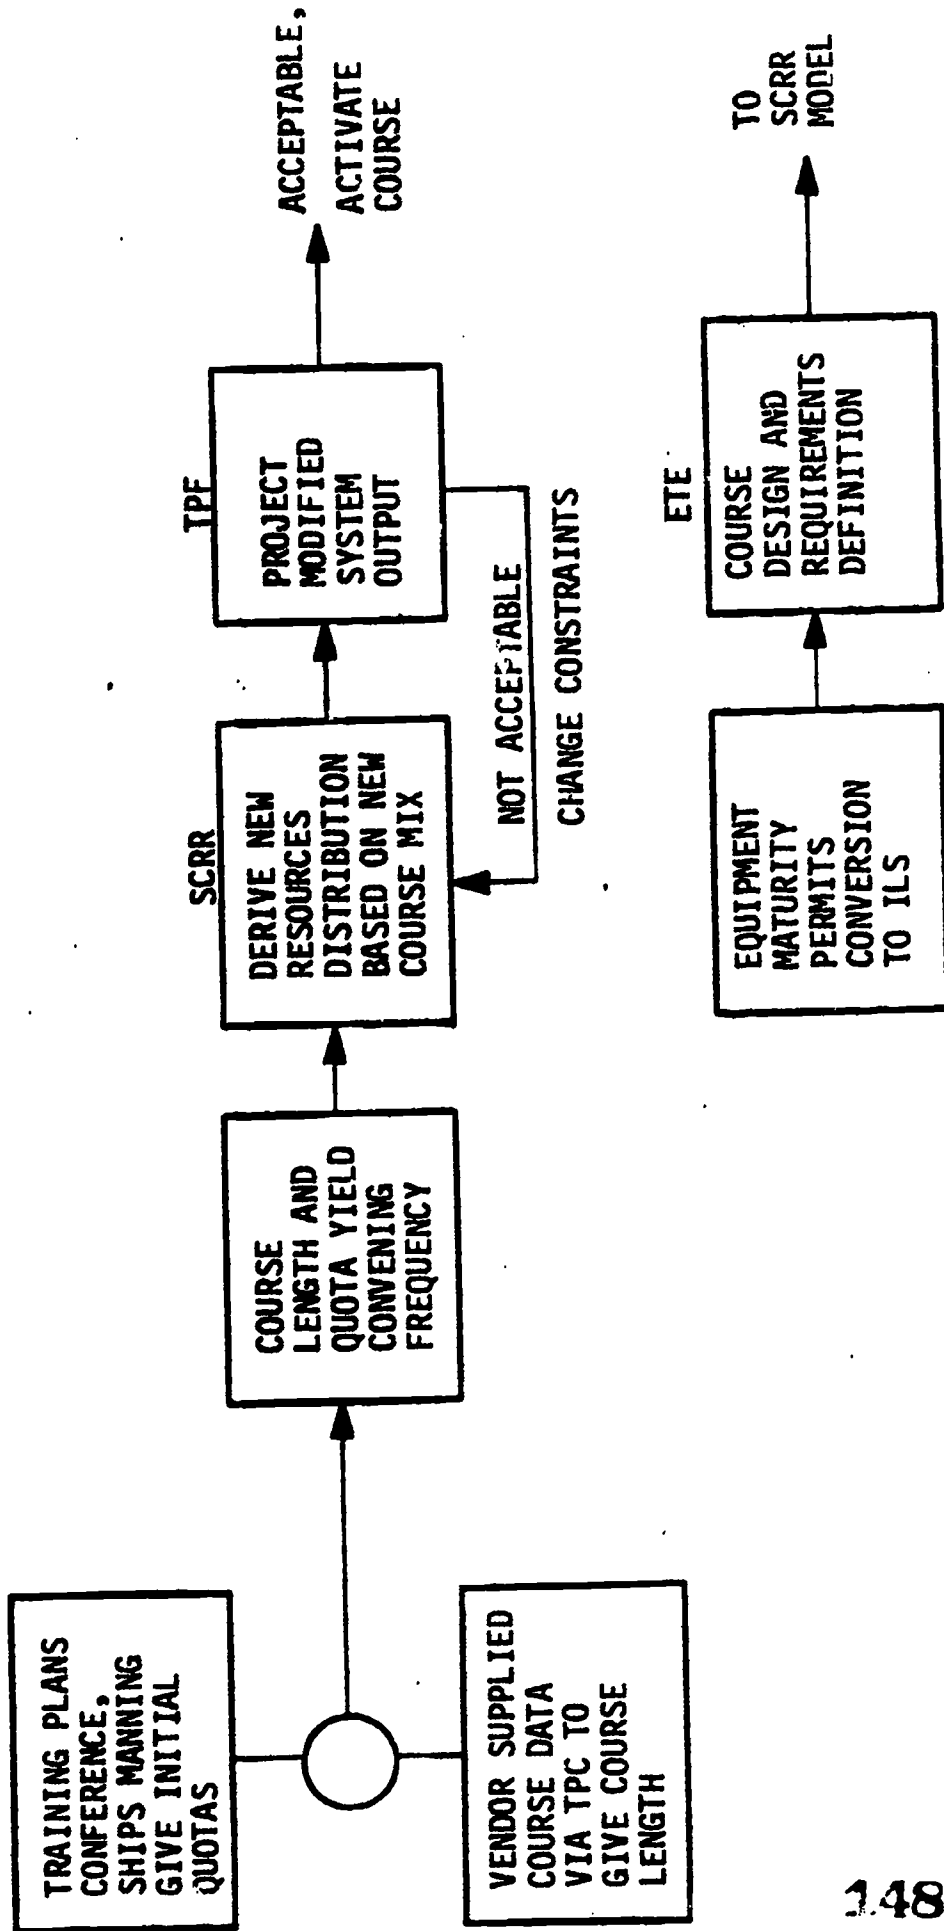 TRAINING PLANS
CONFERENCE,
SHIPS MANNING
GIVE INITIAL
QUOTAS
VENDOR SUPPLIED
COURSE DATA
VIA TPC TO
GIVE COURSE
LENGTH
COURSE
LENGTH AND
QUOTA YIELD
CONVENING
FREQUENCY
SCRR
DERIVE NEW
RESOURCES
DISTRIBUTION
BASED ON NEW
COURSE MIX
TPF
PROJECT
MODIFIED
SYSTEM
OUTPUT
ACCEPTABLE,
ACTIVATE
COURSE
NOT ACCEPTABLE
CHANGE CONSTRAINTS
EQUIPMENT
MATURITY
PERMITS
CONVERSION
TO ILS
ETE
COURSE
DESIGN AND
REQUIREMENTS
DEFINITION
TO
SCRR
MODEL
148